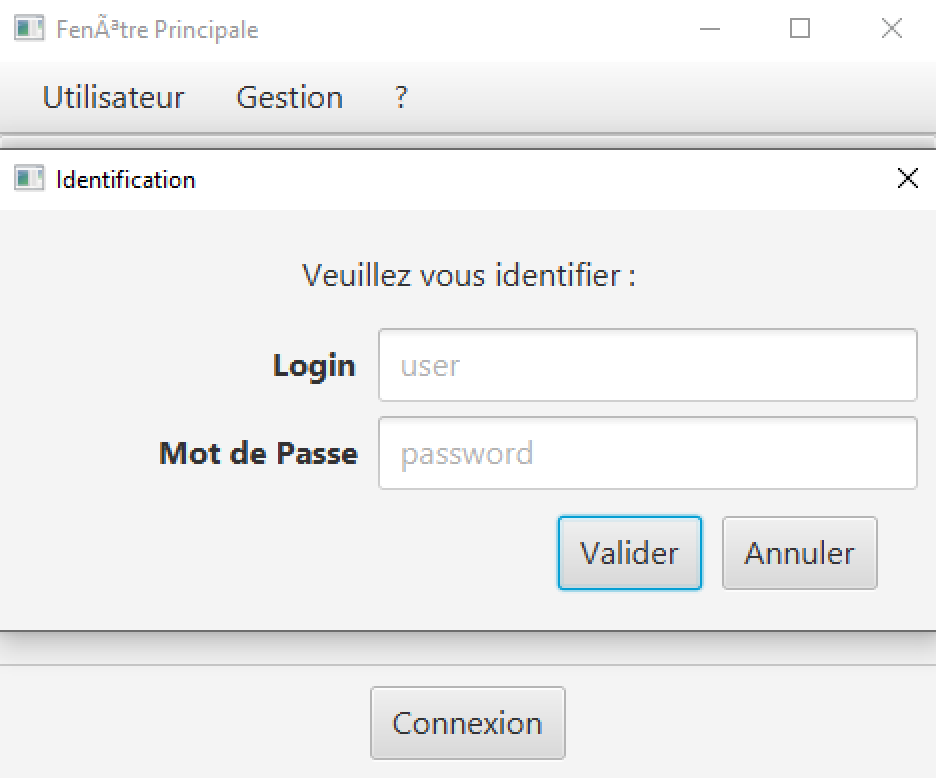 FenÃªtre Principale
Utilisateur Gestion ?
Identification
Veuillez vous identifier :
Login user
Mot de Passe password
Valider Annuler
Connexion